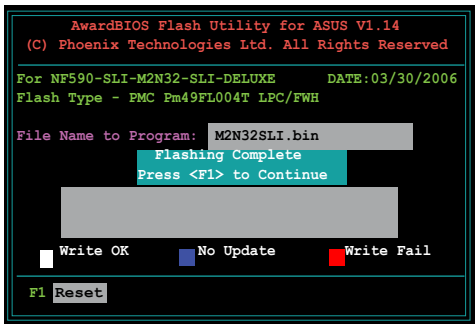 AwardBIOS Flash Utility for ASUS V1.14
(C) Phoenix Technologies Ltd. All Rights Reserved
For NF590-SLI-M2N32-SLI-DELUXE DATE:03/30/2006
Flash Type - PMC Pm49FL004T LPC/FWH
File Name to Program: M2N32SLI.bin
Flashing Complete
Press <F1> to Continue
Write OK No Update Write Fail
F1 Reset